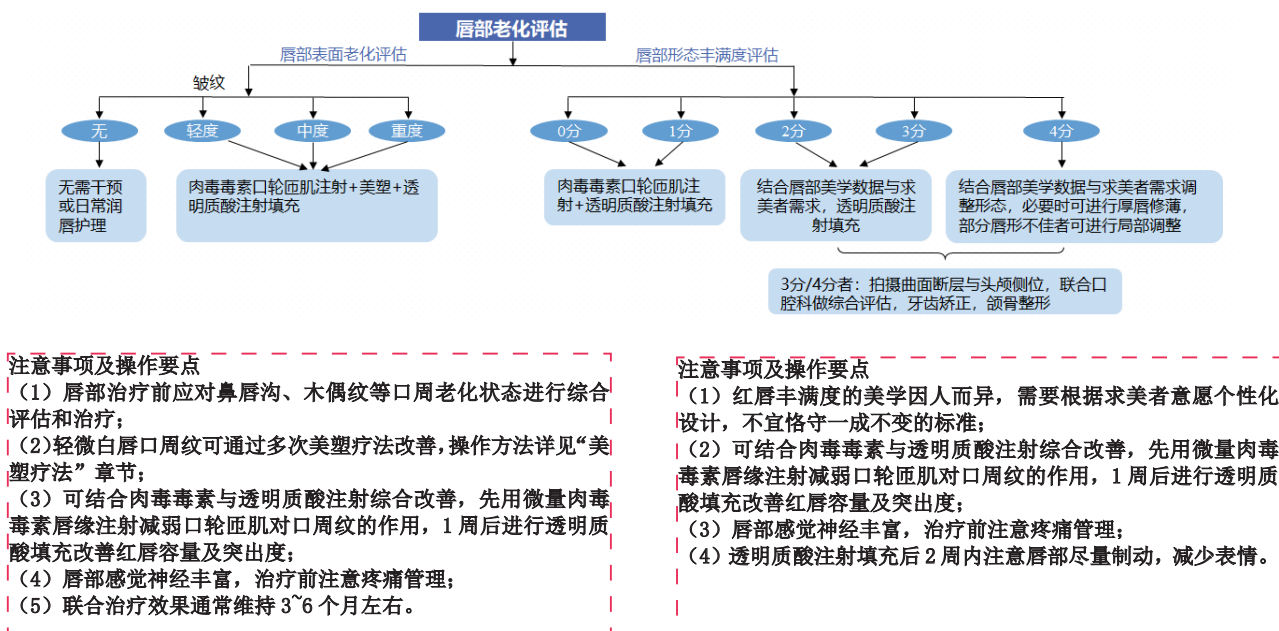 唇部老化评估
唇部表面老化评估
唇部形态丰满度评估
皱纹
无
轻度
中度
重度
0分
1分
2分
3分
4分
无需干预
或日常润
唇护理
肉毒毒素口轮匝肌注射+美塑+透
明质酸注射填充
肉毒毒素口轮匝肌注
射+透明质酸注射填充
结合唇部美学数据与求
美者需求，透明质酸注
射填充
结合唇部美学数据与求美者需求调
整形态，必要时可进行厚唇修薄，
部分唇形不佳者可进行局部调整
3分/4分者：拍摄曲面断层与头颅侧位，联合口
腔科做综合评估，牙齿矫正，颌骨整形
注意事项及操作要点
（1）唇部治疗前应对鼻唇沟、木偶纹等口周老化状态进行综合
评估和治疗；
（2）轻微白唇口周纹可通过多次美塑疗法改善，操作方法详见“美
塑疗法”章节；
（3）可结合肉毒毒素与透明质酸注射综合改善，先用微量肉毒
毒素唇缘注射减弱口轮匝肌对口周纹的作用，1周后进行透明质
酸填充改善红唇容量及突出度；
（4）唇部感觉神经丰富，治疗前注意疼痛管理；
（5）联合治疗效果通常维持3~6个月左右。
注意事项及操作要点
（1）红唇丰满度的美学因人而异，需要根据求美者意愿个性化
设计，不宜恪守一成不变的标准；
（2）可结合肉毒毒素与透明质酸注射综合改善，先用微量肉毒
毒素唇缘注射减弱口轮匝肌对口周纹的作用，1周后进行透明质
酸填充改善红唇容量及突出度；
（3）唇部感觉神经丰富，治疗前注意疼痛管理；
（4）透明质酸注射填充后2周内注意唇部尽量制动，减少表情。